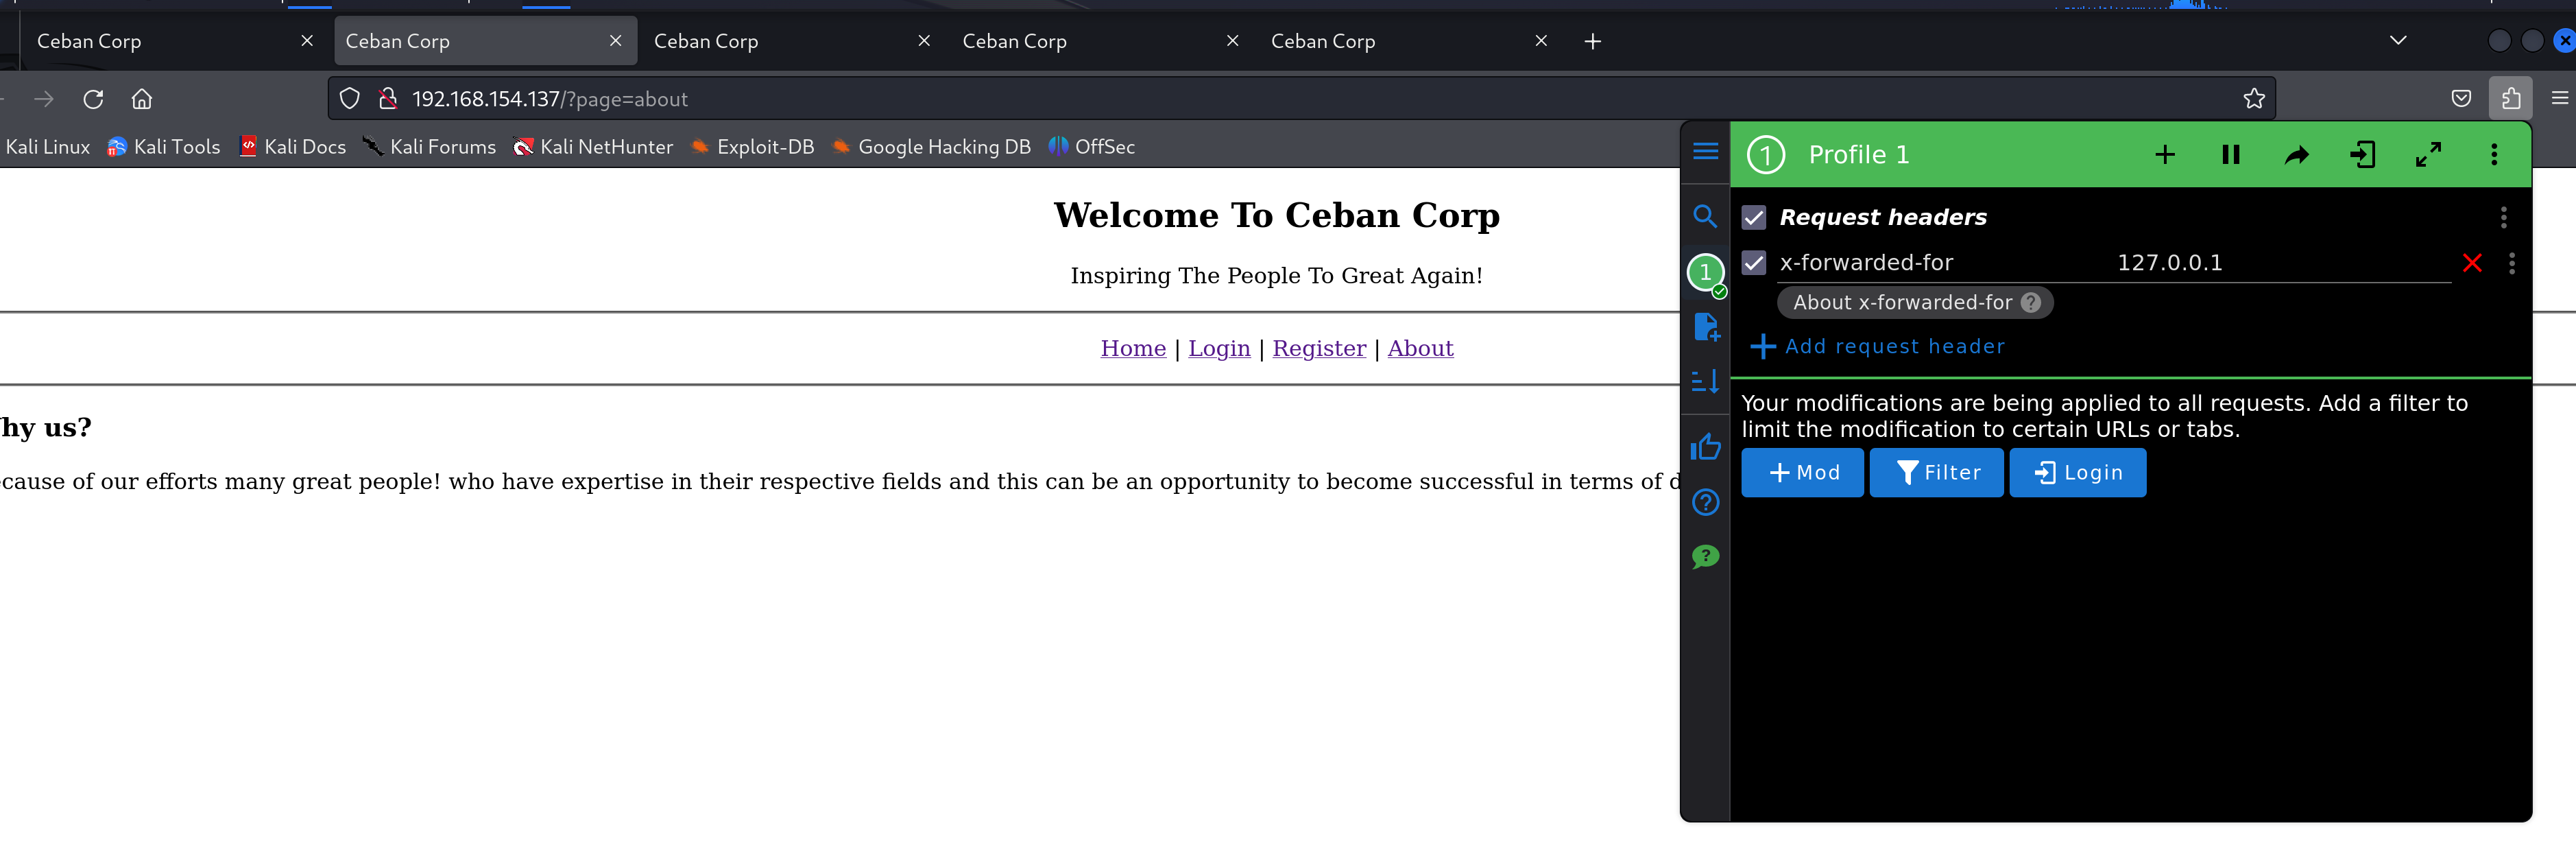 Ceban Corp
Ceban Corp
Ceban Corp
Ceban Corp
Ceban Corp
192.168.154.137/?page=about
Kali Linux Kali Tools Kali Docs Kali Forums Kali NetHunter Exploit-DB Google Hacking DB OffSec
Welcome To Ceban Corp
Inspiring The People To Great Again!
Home | Login | Register | About
hy us?
cause of our efforts many great people! who have expertise in their respective fields and this can be an opportunity to become successful in terms of d
1 Profile 1
Request headers
1
x-forwarded-for 127.0.0.1
About x-forwarded-for ?
Add request header
Your modifications are being applied to all requests. Add a filter to
limit the modification to certain URLs or tabs.
Mod Filter Login